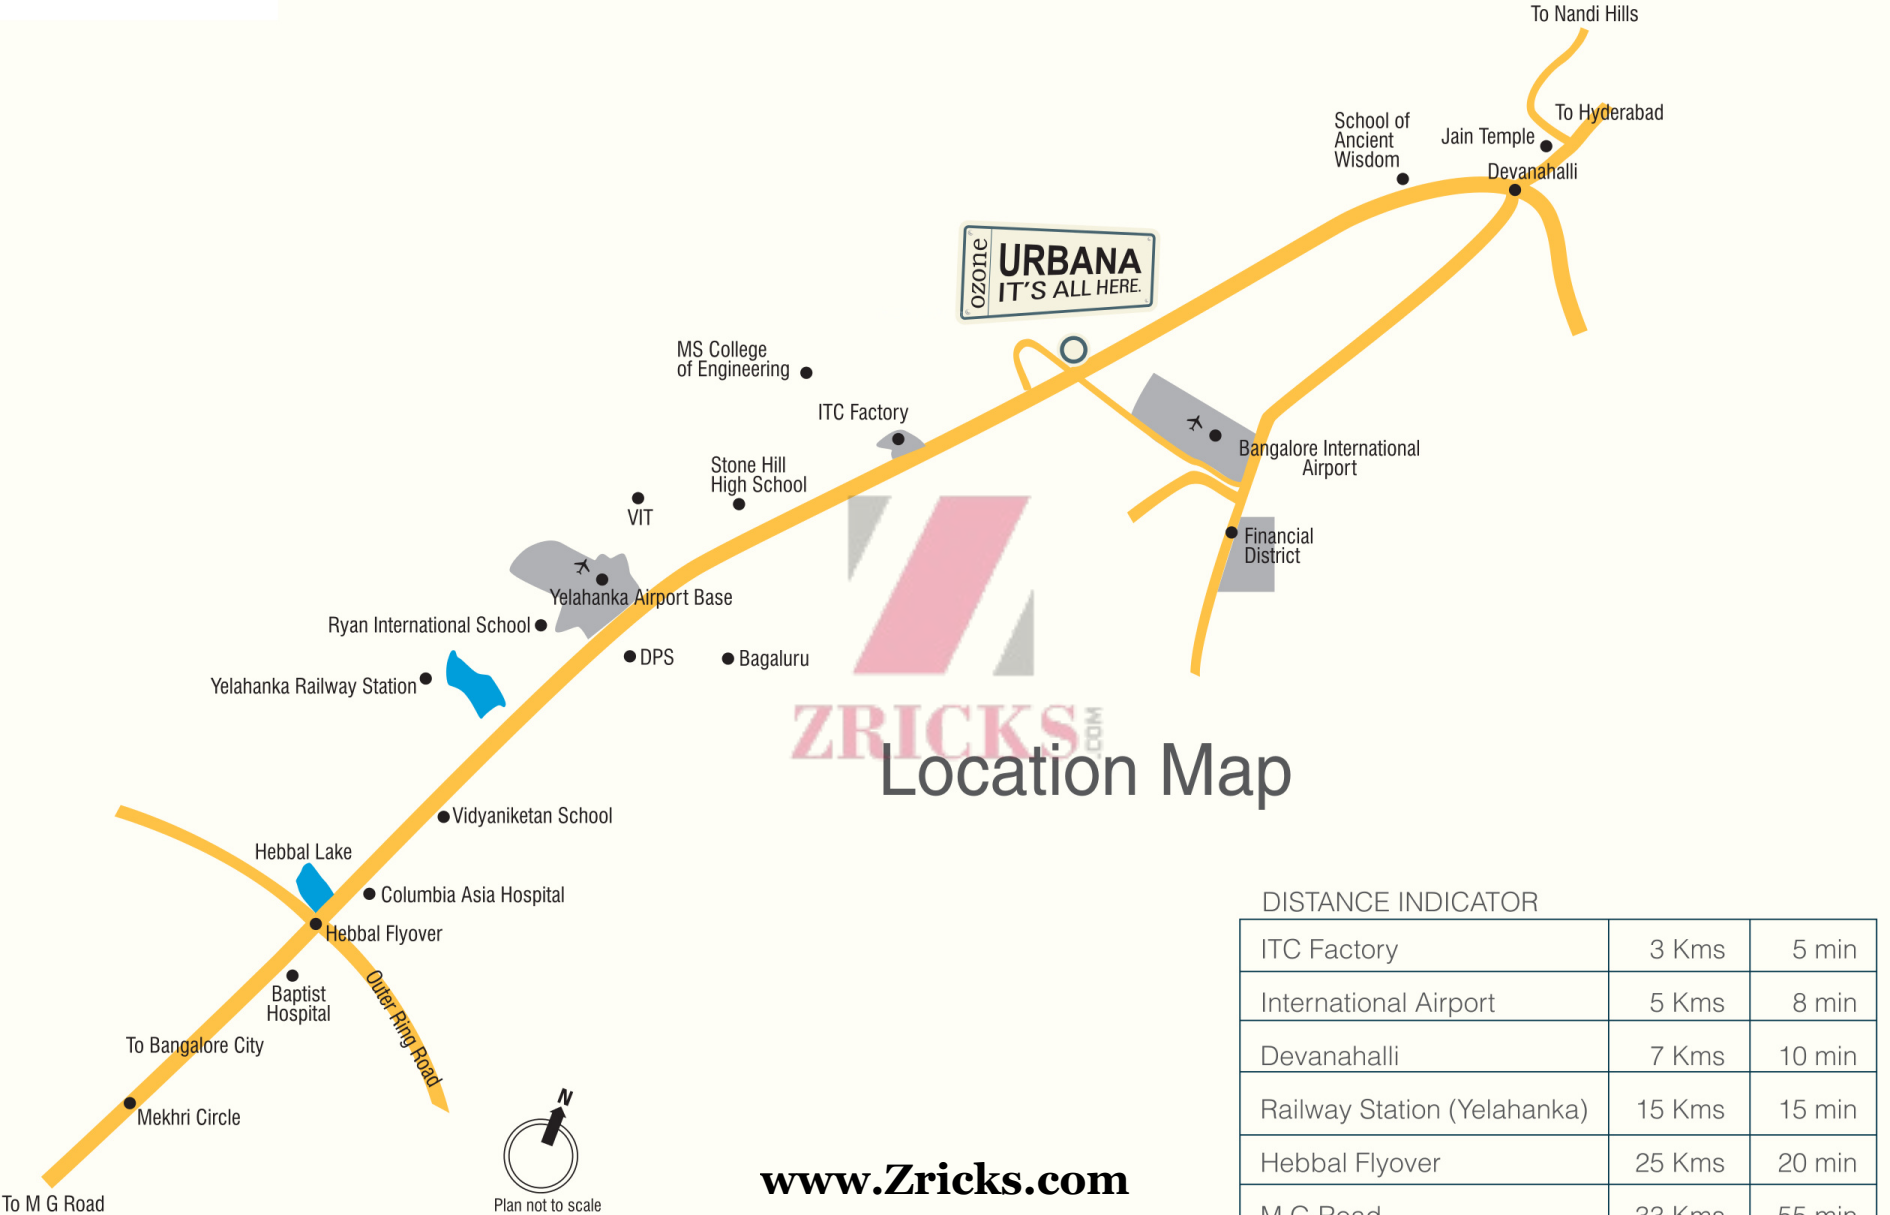 To Nandi Hills
To Hyderabad
School of
Ancient
Wisdom
Jain Temple
Devanahalli
ozone
URBANA
IT'S ALL HERE.
MS College
of Engineering
ITC Factory
Stone Hill
High School
VIT
Bangalore International
Airport
Financial
District
Yelahanka Airport Base
Ryan International School
DPS
Bagaluru
Yelahanka Railway Station
ZRICKS.COM
Location Map
Vidyaniketan School
Hebbal Lake
Columbia Asia Hospital
Hebbal Flyover
Baptist
Hospital
Outer Ring Road
To Bangalore City
Mekhri Circle
To M G Road
N
Plan not to scale
www.Zricks.com
DISTANCE INDICATOR
ITC Factory 3 Kms 5 min
International Airport 5 Kms 8 min
Devanahalli 7 Kms 10 min
Railway Station (Yelahanka) 15 Kms 15 min
Hebbal Flyover 25 Kms 20 min
M G Road 33 Kms 55 min